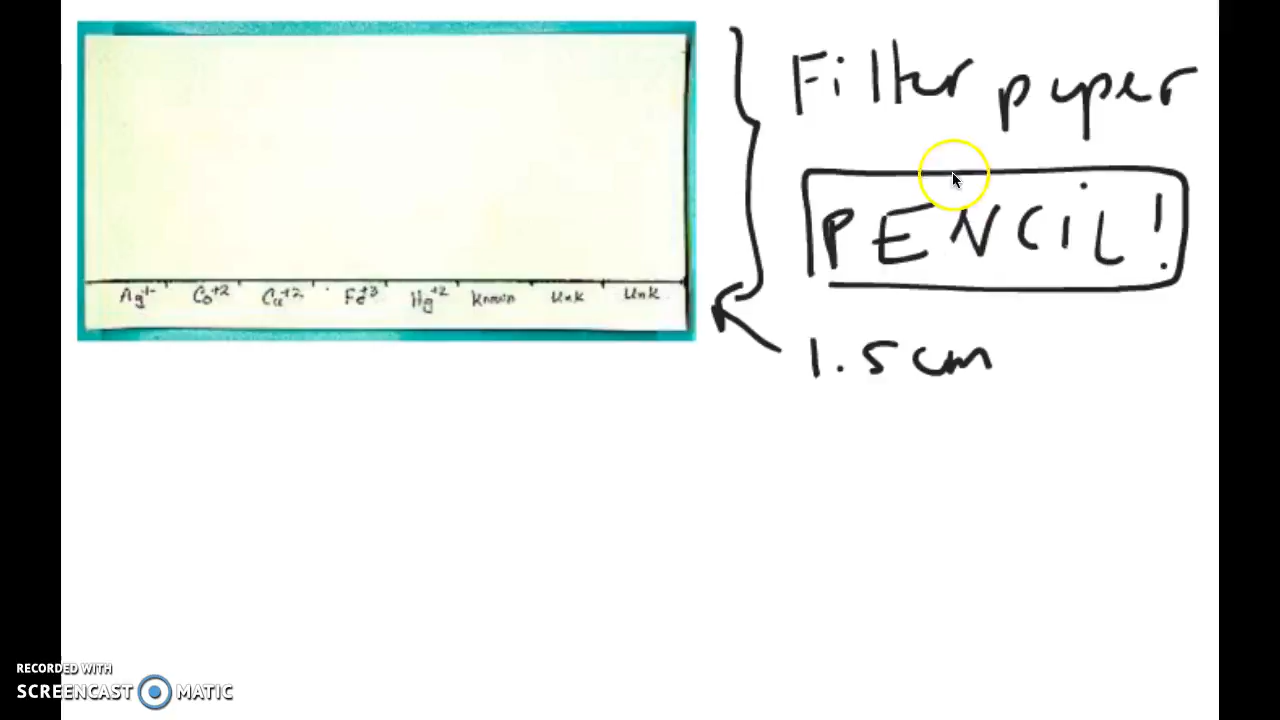 Filter paper
PENCIL!
Ag+ Co+2 Cu+2 Fe+3 Hg+2 Known Unk Unk
1.5 cm
RECORDED WITH
SCREENCAST MATIC